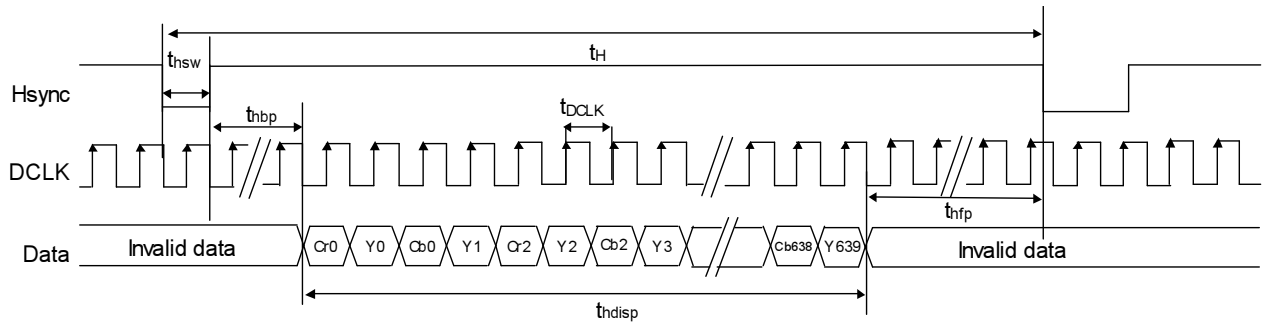 tH
thsw
Hsync
thbp
tDCLK
DCLK
thfp
Data
Invalid data
Cr0
Y0
Cb0
Y1
Cr2
Y2
Cb2
Y3
Cb638
Y639
Invalid data
thdisp